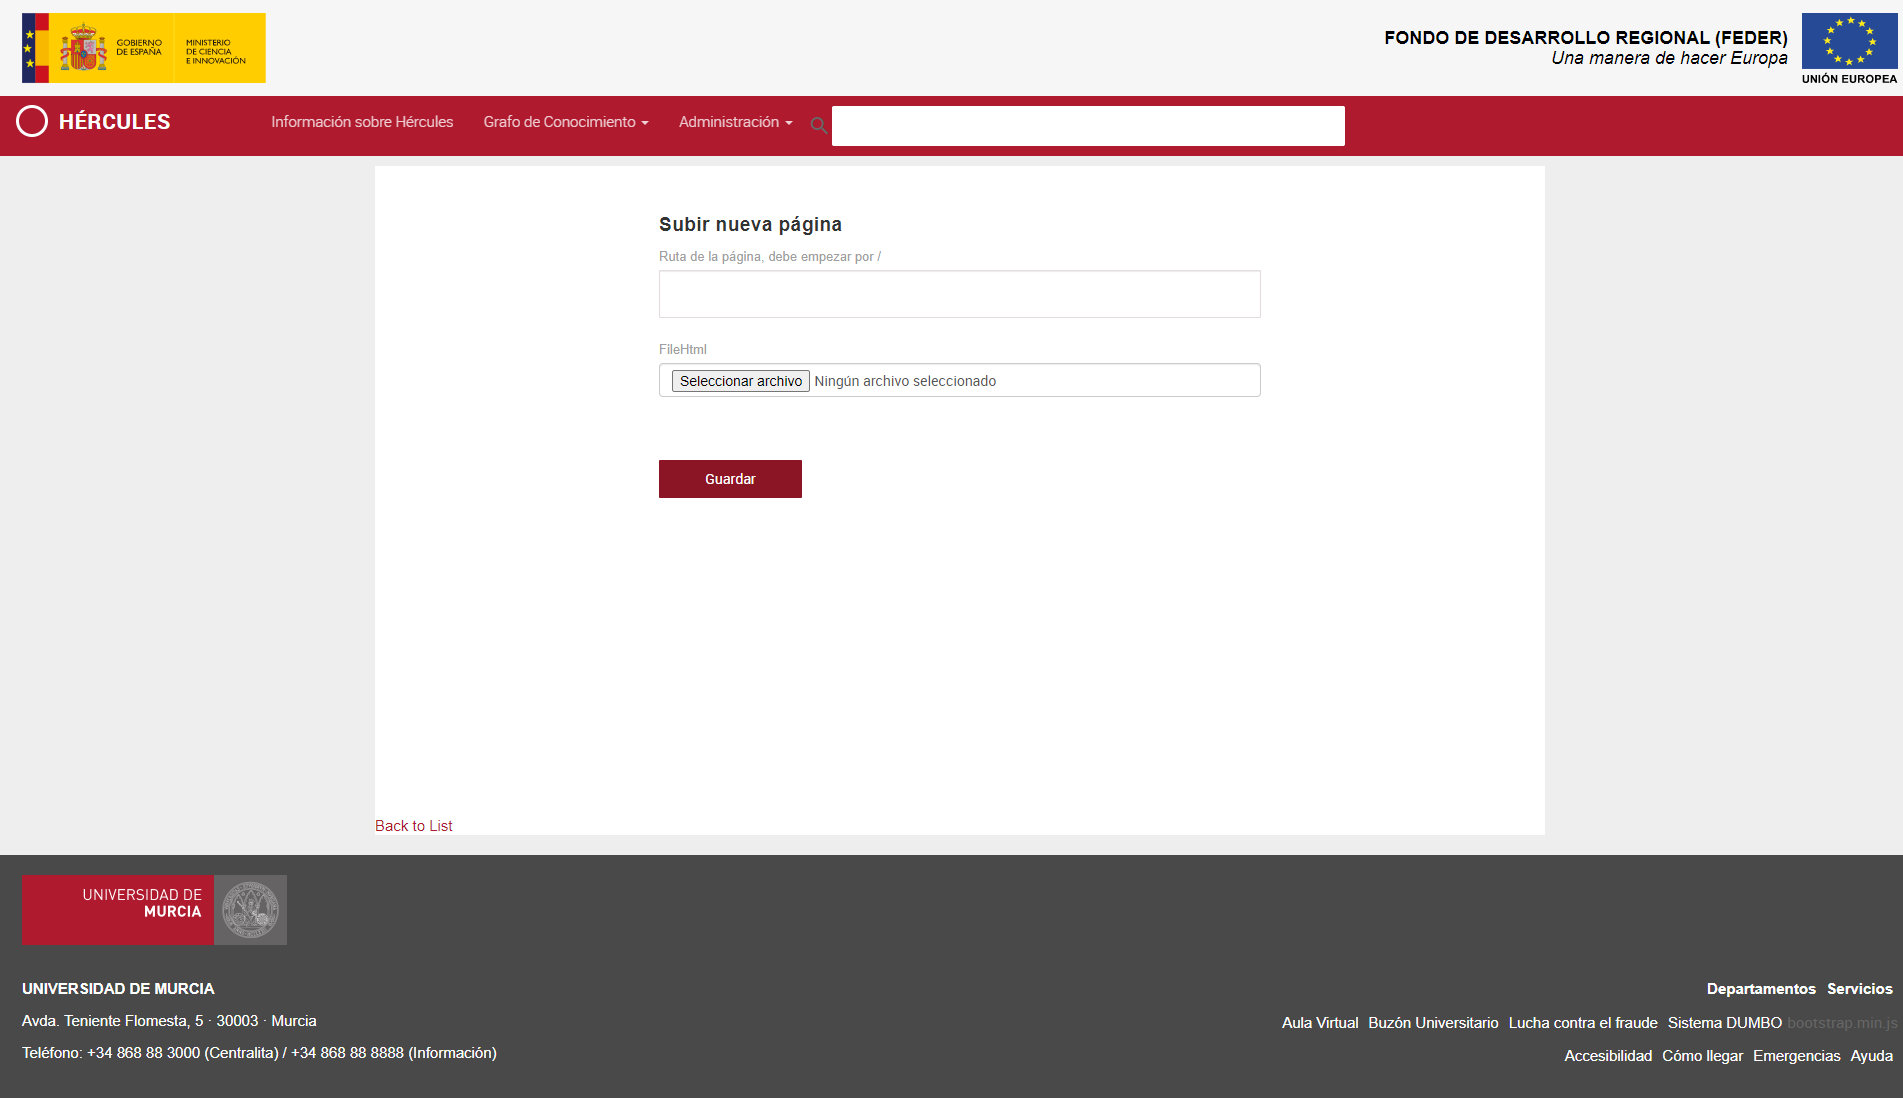 GOBIERNO
DE ESPAÑA
MINISTERIO
DE CIENCIA
E INNOVACIÓN
FONDO DE DESARROLLO REGIONAL (FEDER)
Una manera de hacer Europa
UNIÓN EUROPEA
HÉRCULES
Información sobre Hércules
Grafo de Conocimiento
Administración
Subir nueva página
Ruta de la página, debe empezar por /
FileHtml
Seleccionar archivo Ningún archivo seleccionado
Guardar
Back to List
UNIVERSIDAD DE
MURCIA
UNIVERSIDAD DE MURCIA
Avda. Teniente Flomesta, 5 · 30003 · Murcia
Teléfono: +34 868 88 3000 (Centralita) / +34 868 88 8888 (Información)
Departamentos Servicios
Aula Virtual Buzón Universitario Lucha contra el fraude Sistema DUMBO bootstrap.min.js
Accesibilidad Cómo llegar Emergencias Ayuda